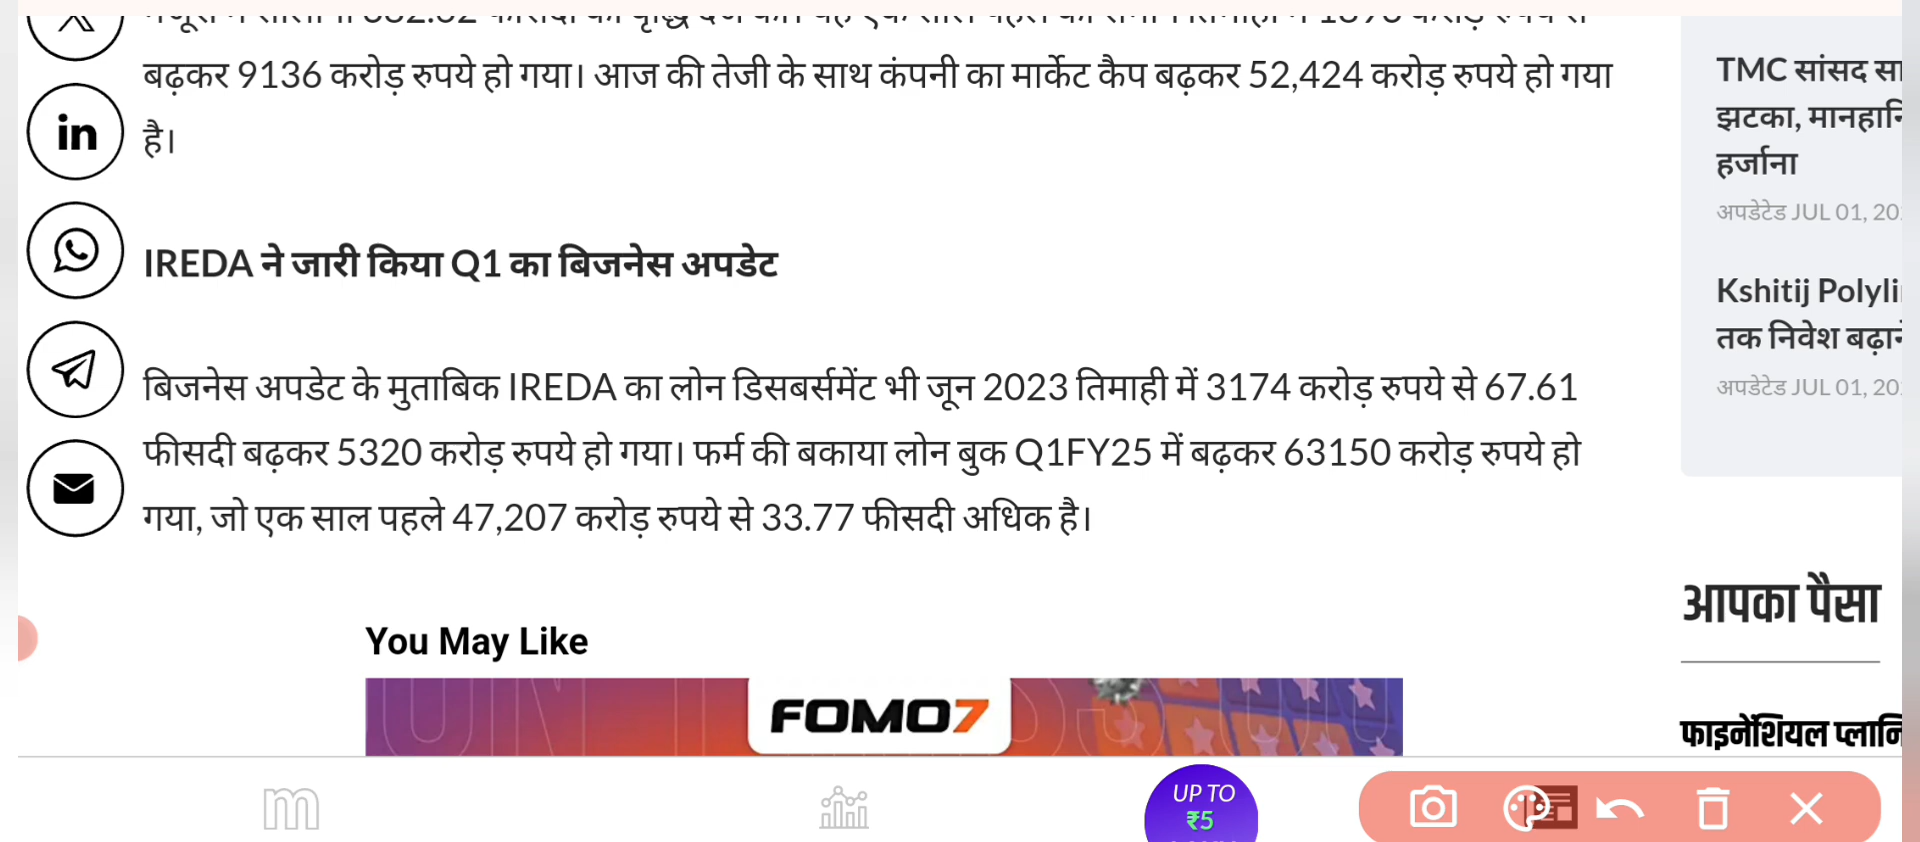 बढ़कर 9136 करोड़ रुपये हो गया। आज की तेजी के साथ कंपनी का मार्केट कैप बढ़कर 52,424 करोड़ रुपये हो गया
है।
IREDA ने जारी किया Q1 का बिजनेस अपडेट
बिजनेस अपडेट के मुताबिक IREDA का लोन डिसबर्समेंट भी जून 2023 तिमाही में 3174 करोड़ रुपये से 67.61
फीसदी बढ़कर 5320 करोड़ रुपये हो गया। फर्म की बकाया लोन बुक Q1FY25 में बढ़कर 63150 करोड़ रुपये हो
गया, जो एक साल पहले 47,207 करोड़ रुपये से 33.77 फीसदी अधिक है।
You May Like
FOMO7
TMC सांसद
झटका,
हर्जाना
अपडेटेड JUL 01,
Kshitij
तक निवेश
अपडेटेड JUL 01,
आपका पैसा
फाइनेंशियल
UP TO
₹5